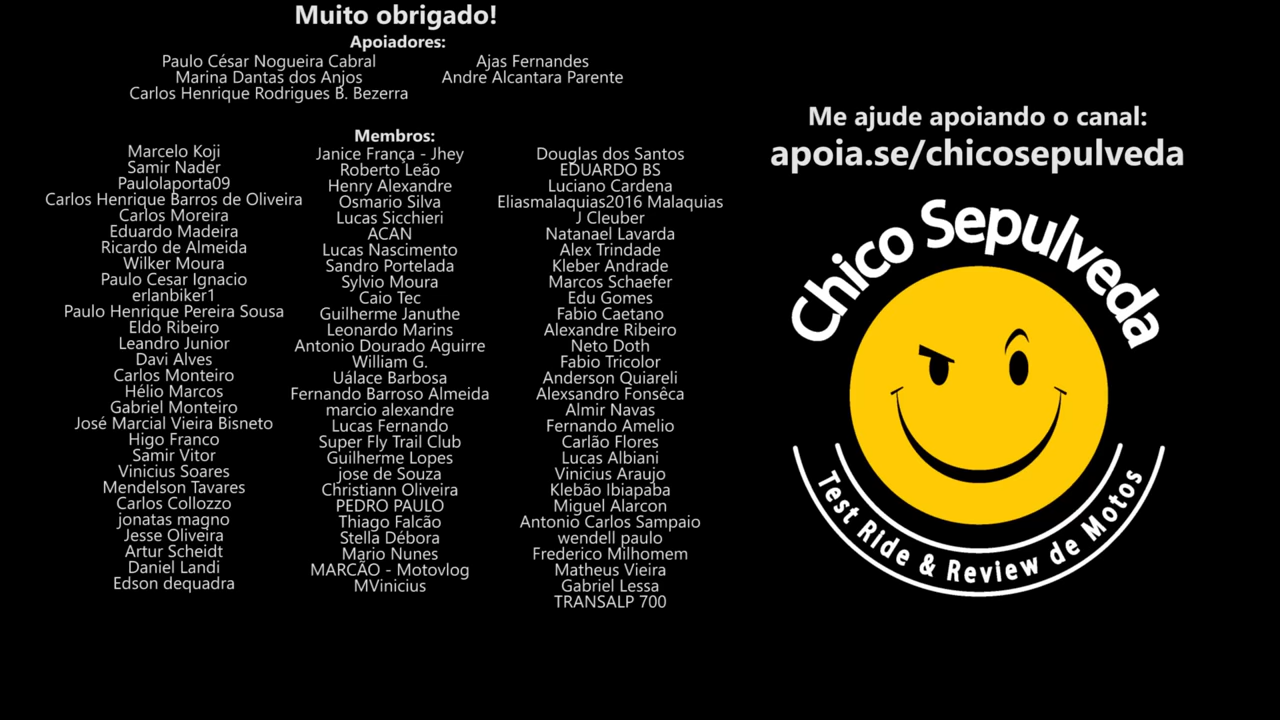 Muito obrigado!
Apoiadores:
Paulo César Nogueira Cabral
Marina Dantas dos Anjos
Carlos Henrique Rodrigues B. Bezerra
Ajas Fernandes
Andre Alcantara Parente
Membros:
Marcelo Koji
Samir Nader
Paulolaporta09
Carlos Henrique Barros de Oliveira
Carlos Moreira
Eduardo Madeira
Ricardo de Almeida
Wilker Moura
Paulo Cesar Ignacio
erlanbiker1
Paulo Henrique Pereira Sousa
Eldo Ribeiro
Leandro Junior
Davi Alves
Carlos Monteiro
Hélio Marcos
Gabriel Monteiro
José Marcial Vieira Bisneto
Higo Franco
Samir Vitor
Vinicius Soares
Mendelson Tavares
Carlos Collozzo
jonatas magno
Jesse Oliveira
Artur Scheidt
Daniel Landi
Edson dequadra
Janice França - Jhey
Roberto Leão
Henry Alexandre
Osmario Silva
Lucas Sicchieri
ACAN
Lucas Nascimento
Sandro Portelada
Sylvio Moura
Caio Tec
Guilherme Januthe
Leonardo Marins
Antonio Dourado Aguirre
William G.
Uálace Barbosa
Fernando Barroso Almeida
marcio alexandre
Lucas Fernando
Super Fly Trail Club
Guilherme Lopes
jose de Souza
Christiann Oliveira
PEDRO PAULO
Thiago Falcão
Stella Débora
Mario Nunes
MARCÃO - Motovlog
MVinicius
Douglas dos Santos
EDUARDO BS
Luciano Cardena
Eliasmalaquias2016 Malaquias
J Cleuber
Natanael Lavarda
Alex Trindade
Kleber Andrade
Marcos Schaefer
Edu Gomes
Fabio Caetano
Alexandre Ribeiro
Neto Doth
Fabio Tricolor
Anderson Quiareli
Alexsandro Fonsêca
Almir Navas
Fernando Amelio
Carlão Flores
Lucas Albiani
Vinicius Araujo
Klebão Ibiapaba
Miguel Alarcon
Antonio Carlos Sampaio
wendell paulo
Frederico Milhomem
Matheus Vieira
Gabriel Lessa
TRANSALP 700
Me ajude apoiando o canal:
apoia.se/chicosepulveda
Chico Sepulveda
Test Ride & Review de Motos